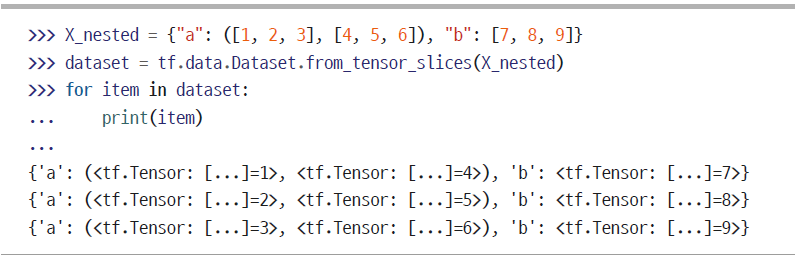 >>> X_nested = {"a": ([1, 2, 3], [4, 5, 6]), "b": [7, 8, 9]}
>>> dataset = tf.data.Dataset.from_tensor_slices(X_nested)
>>> for item in dataset:
...     print(item)
...
{'a': (<tf.Tensor: [...]=1>, <tf.Tensor: [...]=4>), 'b': <tf.Tensor: [...]=7>}
{'a': (<tf.Tensor: [...]=2>, <tf.Tensor: [...]=5>), 'b': <tf.Tensor: [...]=8>}
{'a': (<tf.Tensor: [...]=3>, <tf.Tensor: [...]=6>), 'b': <tf.Tensor: [...]=9>}